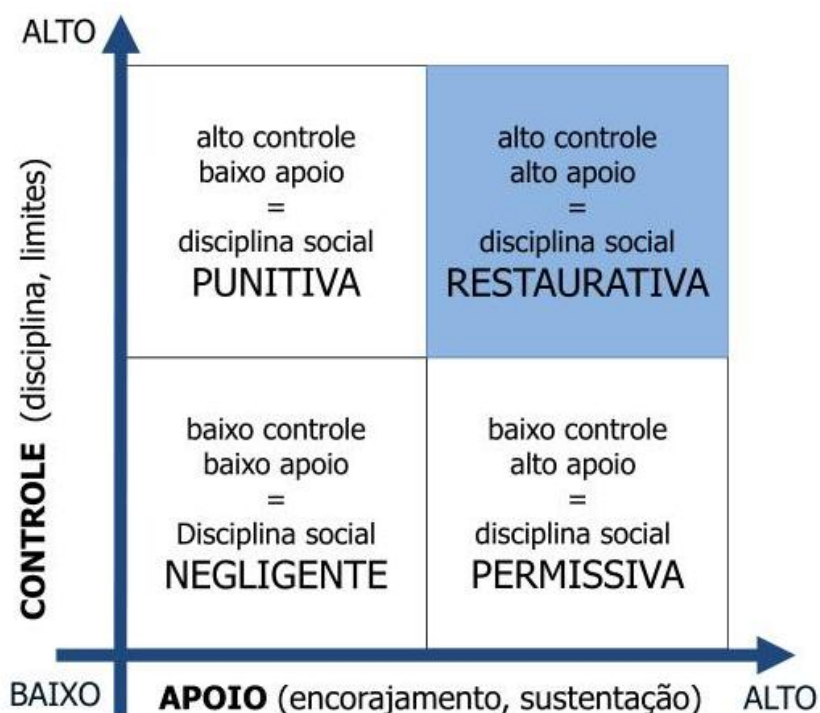 ALTO
CONTROLE (disciplina, limites)
alto controle
baixo apoio
=
disciplina social
PUNITIVA
alto controle
alto apoio
=
disciplina social
RESTAURATIVA
baixo controle
baixo apoio
=
Disciplina social
NEGLIGENTE
baixo controle
alto apoio
=
disciplina social
PERMISSIVA
BAIXO
APOIO (encorajamento, sustentação)
ALTO